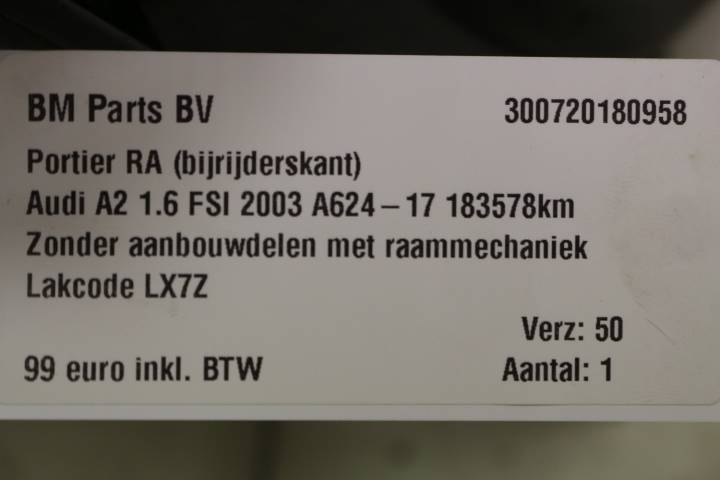 BM Parts BV 300720180958
Portier RA (bijrijderskant)
Audi A2 1.6 FSI 2003 A624-17 183578km
Zonder aanbouwdelen met raammechaniek
Lakcode LX7Z
Verz: 50
99 euro inkl. BTW Aantal: 1